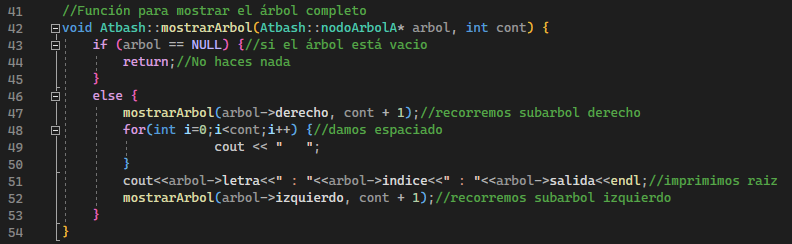 41 //Función para mostrar el árbol completo
42 void Atbash::mostrarArbol(Atbash::nodoArbolA* arbol, int cont) {
43     if (arbol == NULL) {//si el árbol está vacio
44         return;//No haces nada
45     }
46     else {
47         mostrarArbol(arbol->derecho, cont + 1);//recorremos subarbol derecho
48         for(int i=0;i<cont;i++) {//damos espaciado
49                     cout << "   ";
50         }
51         cout<<arbol->letra<<" : "<<arbol->indice<<" : "<<arbol->salida<<endl;//imprimimos raiz
52         mostrarArbol(arbol->izquierdo, cont + 1);//recorremos subarbol izquierdo
53     }
54 }